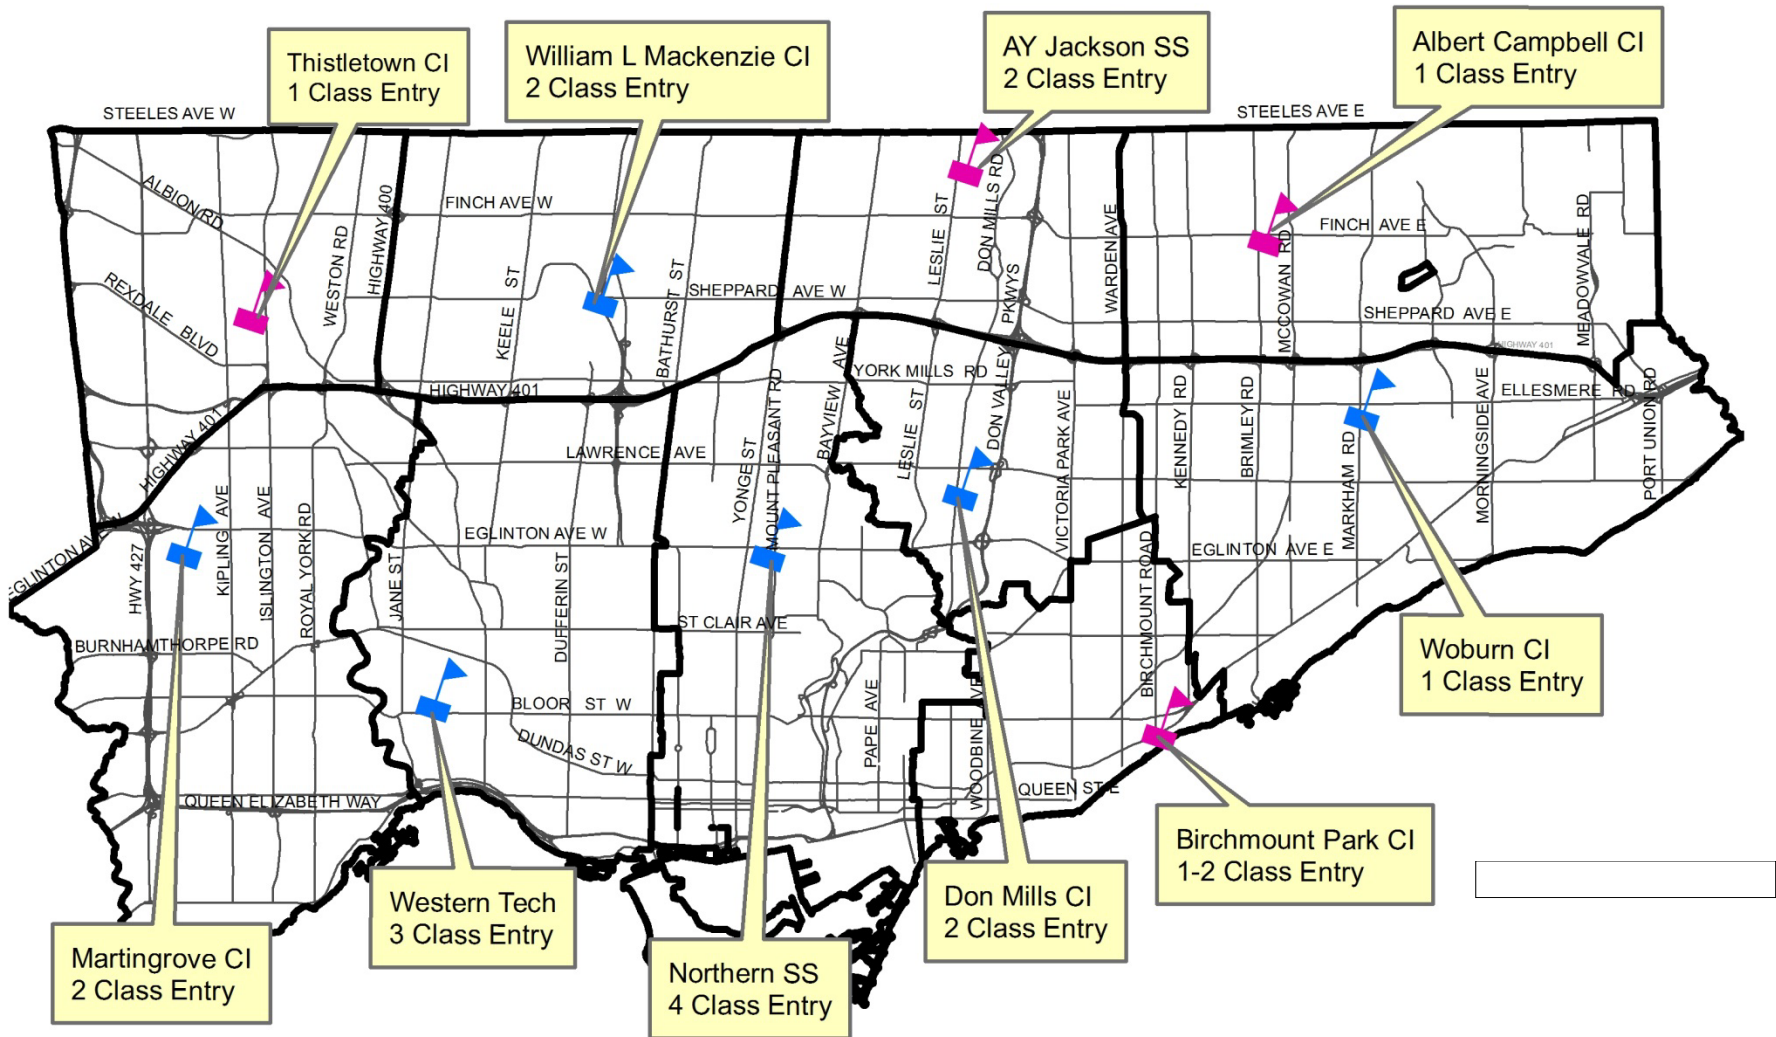 Thistletown CI
1 Class Entry
William L Mackenzie CI
2 Class Entry
AY Jackson SS
2 Class Entry
Albert Campbell CI
1 Class Entry
STEELES AVE W
STEELES AVE E
ALBION RD
FINCH AVE W
FINCH AVE E
WESTON RD
HIGHWAY 400
KEELE ST
BATHURST ST
LESLIE ST
DON MILLS RD
WARDEN AVE
MCCOWAN RD
MEADOWVALE RD
REXDALE BLVD
SHEPPARD AVE W
SHEPPARD AVE E
HIGHWAY 401
HIGHWAY 401
HIGHWAY 401
YORK MILLS RD
ELLESMERE RD
DON VALLEY PKWYS
LAWRENCE AVE
YONGE ST
MOUNT PLEASANT RD
BAYVIEW AVE
LESLIE ST
VICTORIA PARK AVE
KENNEDY RD
BRIMLEY RD
MARKHAM RD
MORNINGSIDE AVE
PORT UNION RD
EGLINTON AVE W
HWY 427
KIPLING AVE
ISLINGTON AVE
ROYAL YORK RD
JANE ST
EGLINTON AVE W
DUFFERIN ST
EGLINTON AVE E
BIRCHMOUNT ROAD
BURNHAMTHORPE RD
ST CLAIR AVE
BLOOR ST W
DUNDAS ST W
PAPE AVE
WOODBINE AVE
QUEEN ELIZABETH WAY
QUEEN ST E
Woburn CI
1 Class Entry
Birchmount Park CI
1-2 Class Entry
Don Mills CI
2 Class Entry
Western Tech
3 Class Entry
Martingrove CI
2 Class Entry
Northern SS
4 Class Entry